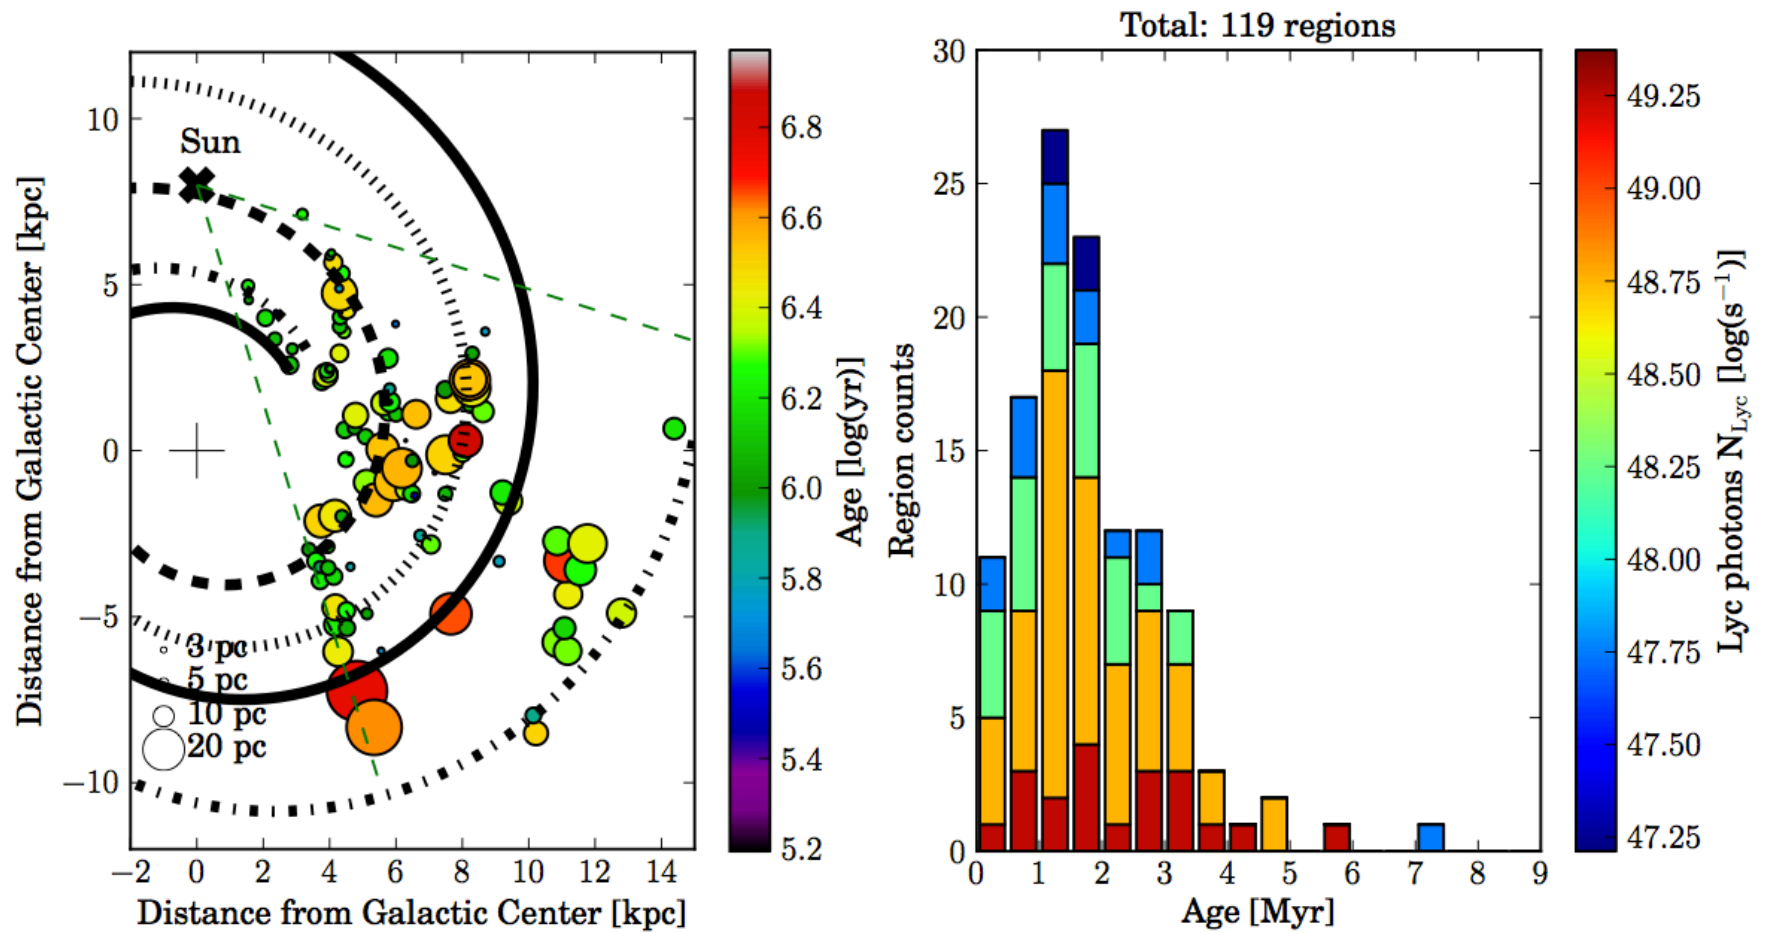 Sun
3 pc
5 pc
10 pc
20 pc
10
5
0
−5
−10
−2 0 2 4 6 8 10 12 14
Distance from Galactic Center [kpc]
Distance from Galactic Center [kpc]
6.8
6.6
6.4
6.2
6.0
5.8
5.6
5.4
5.2
Age [log(yr)]
Total: 119 regions
30
25
20
15
10
5
0
Region counts
0 1 2 3 4 5 6 7 8 9
Age [Myr]
49.25
49.00
48.75
48.50
48.25
48.00
47.75
47.50
47.25
Lyc photons N_Lyc [log(s⁻¹)]